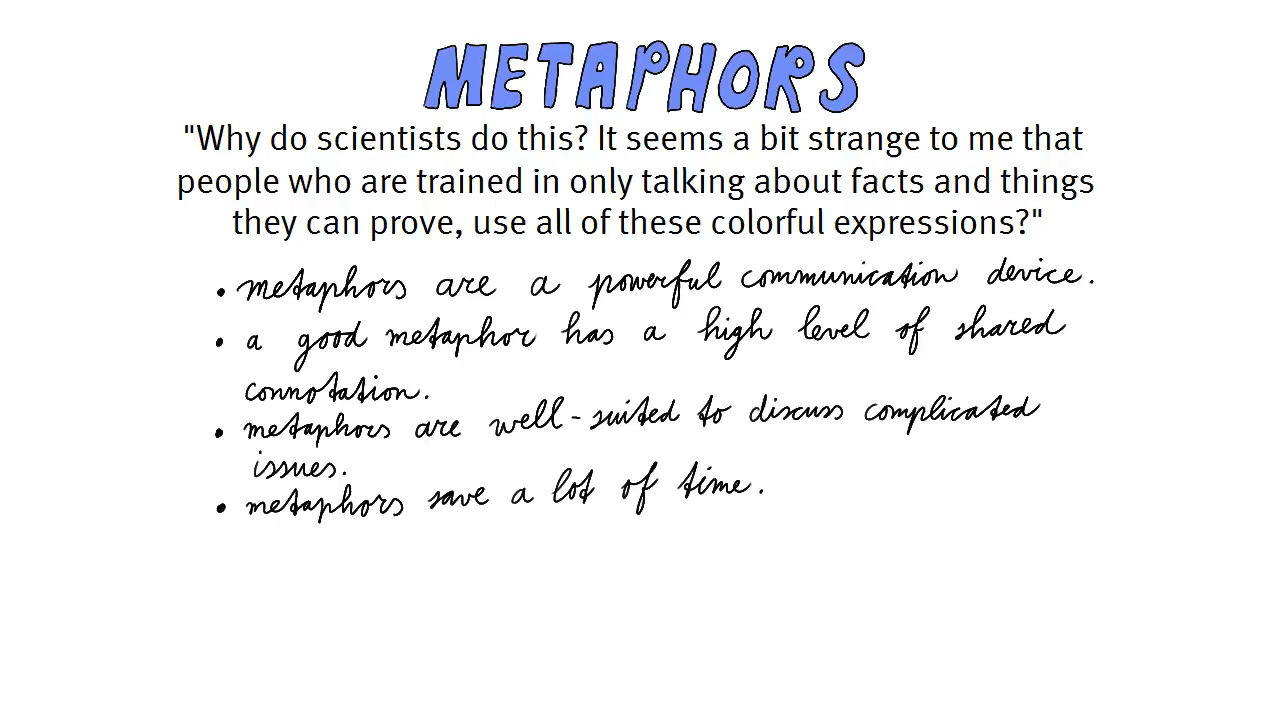 METAPHORS
"Why do scientists do this? It seems a bit strange to me that
people who are trained in only talking about facts and things
they can prove, use all of these colorful expressions?"
• metaphors are a powerful communication device.
• a good metaphor has a high level of shared
connotation.
• metaphors are well-suited to discuss complicated
issues.
• metaphors save a lot of time.